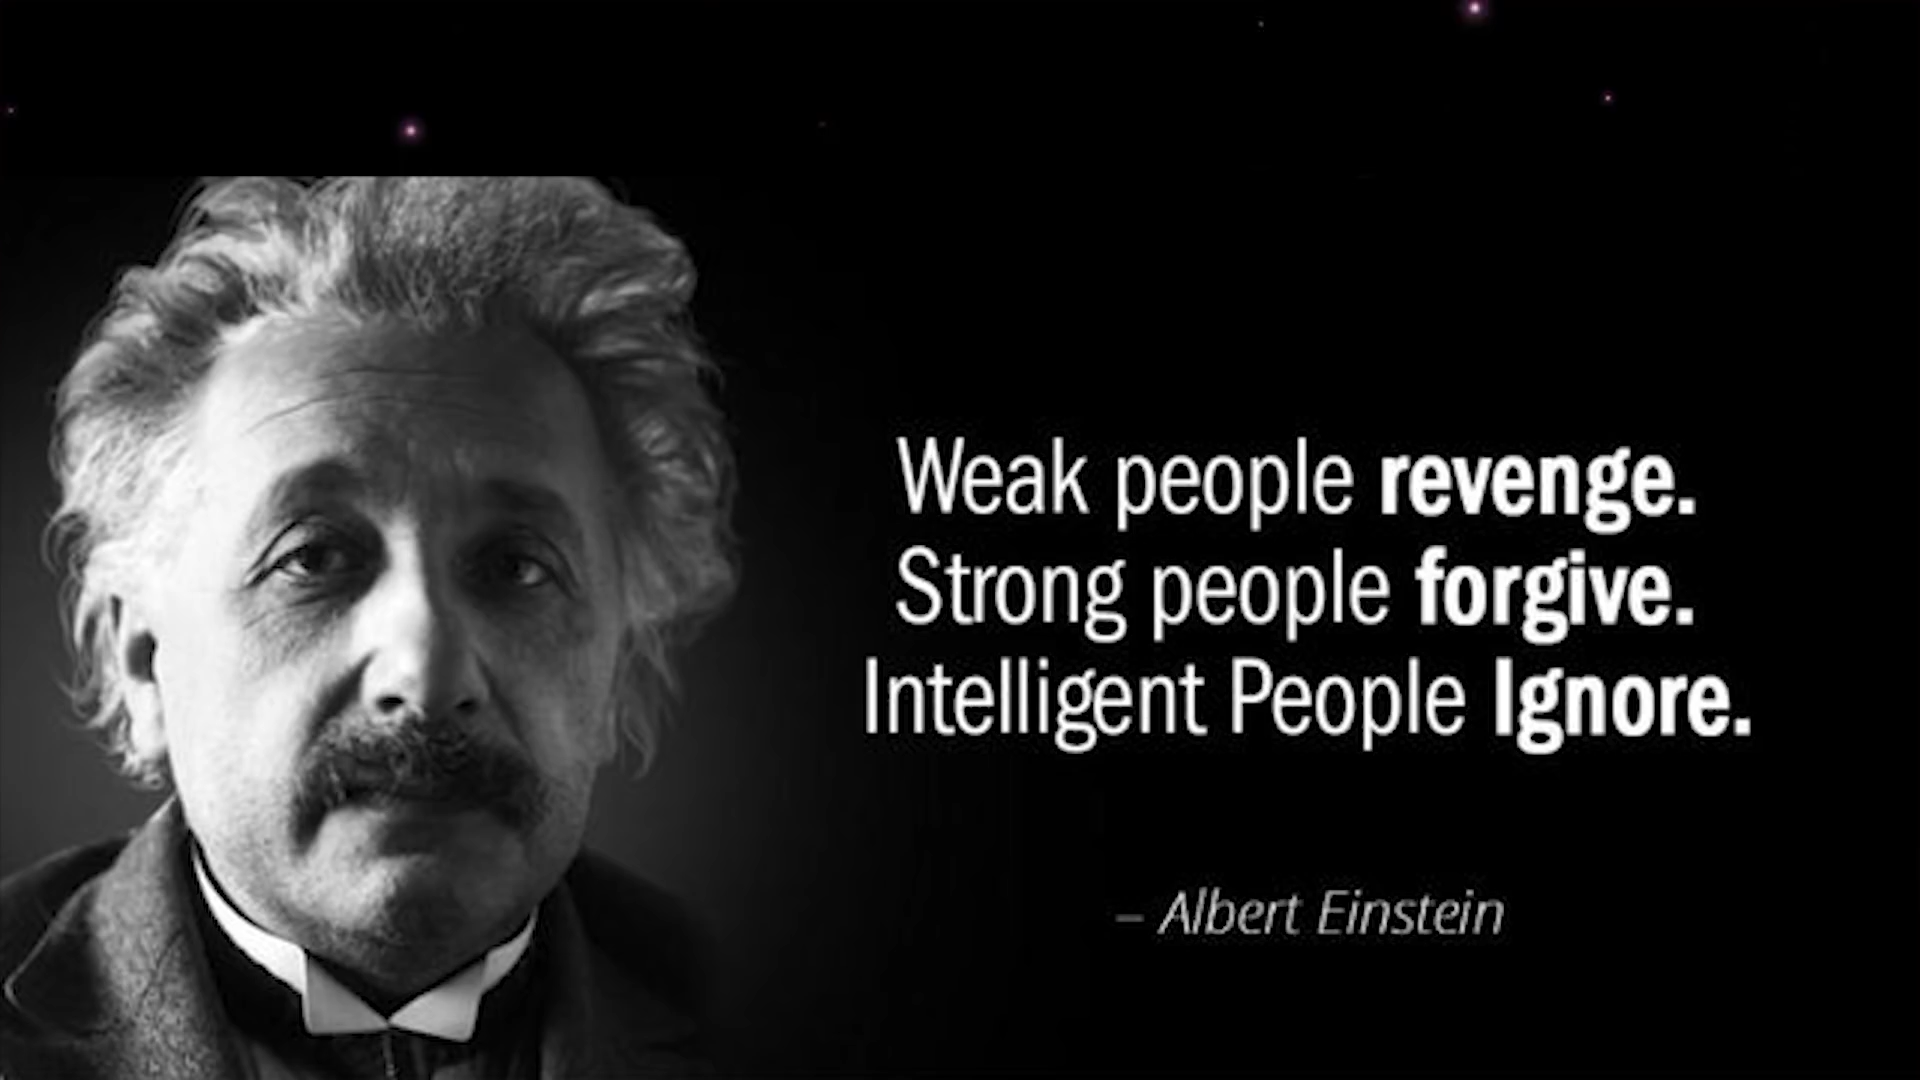 Weak people revenge.
Strong people forgive.
Intelligent People Ignore.
– Albert Einstein